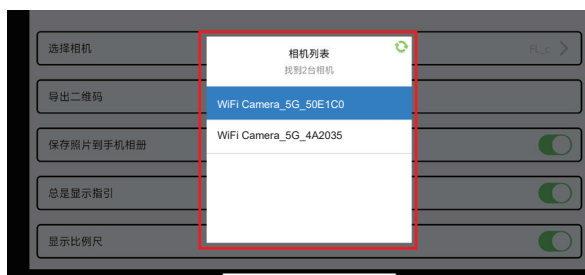 选择相机
FL_c
导出二维码
保存照片到手机相册
总是显示指引
显示比例尺
相机列表
找到2台相机
WiFi Camera_5G_50E1C0
WiFi Camera_5G_4A2035